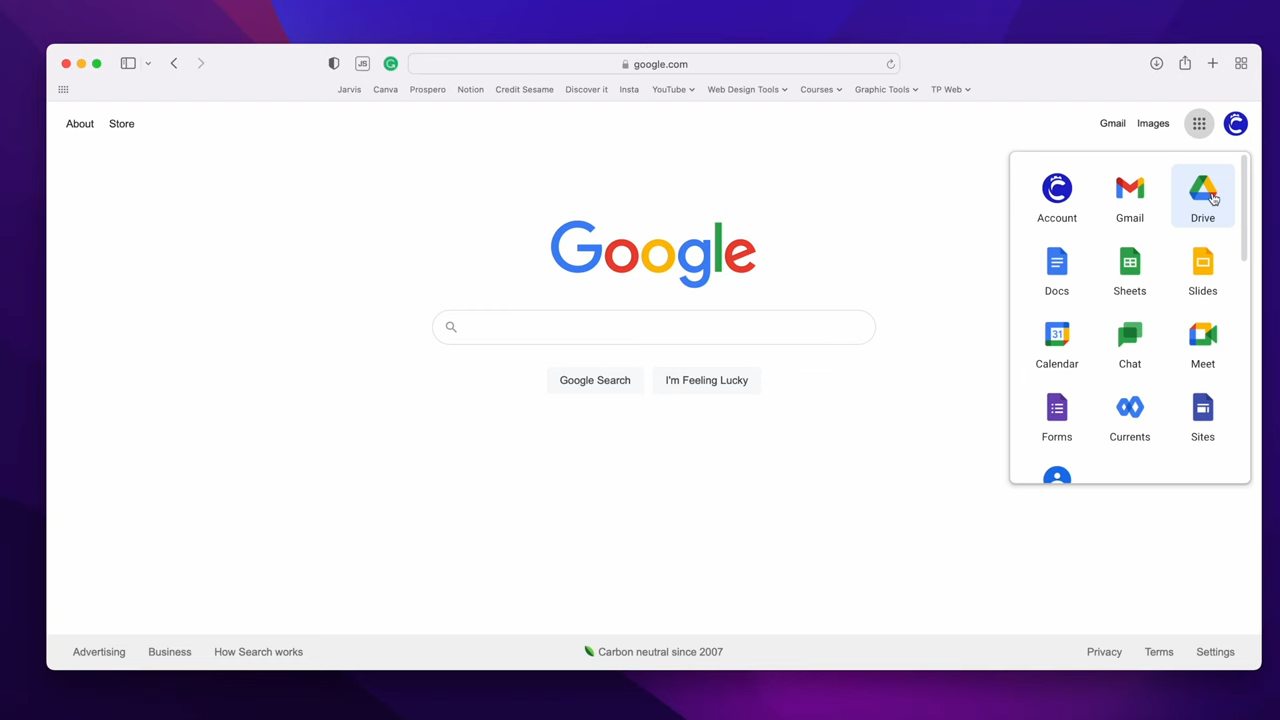 JS
google.com
Jarvis Canva Prospero Notion Credit Sesame Discover it Insta YouTube Web Design Tools Courses Graphic Tools TP Web
About Store
Gmail Images
Account Gmail Drive
Docs Sheets Slides
31
Calendar Chat Meet
Forms Currents Sites
Google
Google Search I'm Feeling Lucky
Advertising Business How Search works
Carbon neutral since 2007
Privacy Terms Settings